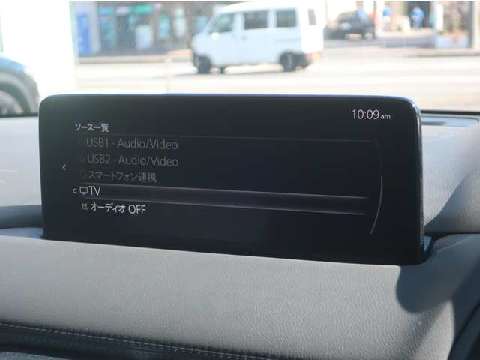 10:09am
ソース一覧
USB1 - Audio/Video
USB2 - Audio/Video
スマートフォン連携
TV
オーディオ OFF